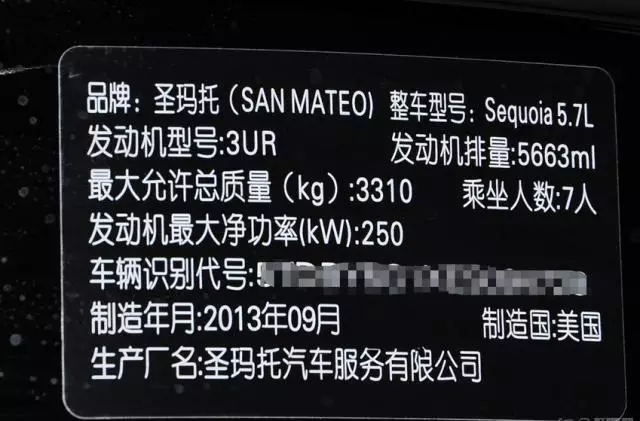 品牌: 圣玛托(SAN MATEO) 整车型号: Sequoia 5.7L
发动机型号:3UR 发动机排量:5663ml
最大允许总质量(kg):3310 乘坐人数:7人
发动机最大净功率(kW):250
车辆识别代号:
制造年月:2013年09月 制造国:美国
生产厂名:圣玛托汽车服务有限公司